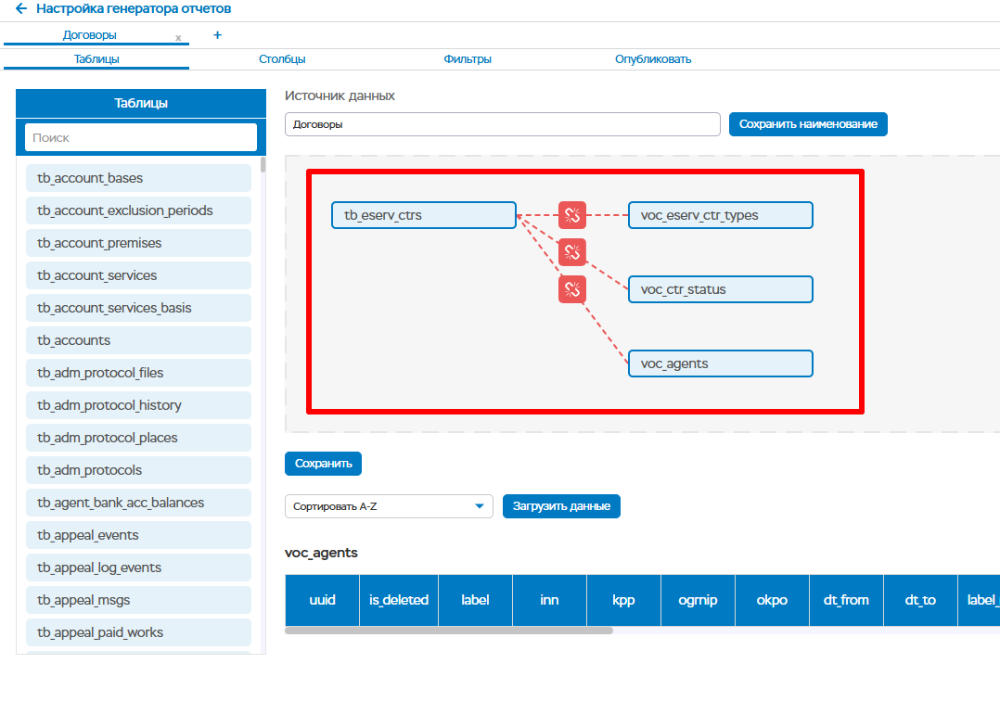 Настройка генератора отчетов
Договоры x +
Таблицы Столбцы Фильтры Опубликовать
Таблицы
Поиск
tb_account_bases
tb_account_exclusion_periods
tb_account_premises
tb_account_services
tb_account_services_basis
tb_accounts
tb_adm_protocol_files
tb_adm_protocol_history
tb_adm_protocol_places
tb_adm_protocols
tb_agent_bank_acc_balances
tb_appeal_events
tb_appeal_log_events
tb_appeal_msgs
tb_appeal_paid_works
Источник данных
Договоры Сохранить наименование
tb_eserv_ctrs voc_eserv_ctr_types
voc_ctr_status
voc_agents
Сохранить
Сортировать A-Z Загрузить данные
voc_agents
uuid is_deleted label inn kpp ogrnip okpo dt_from dt_to label_